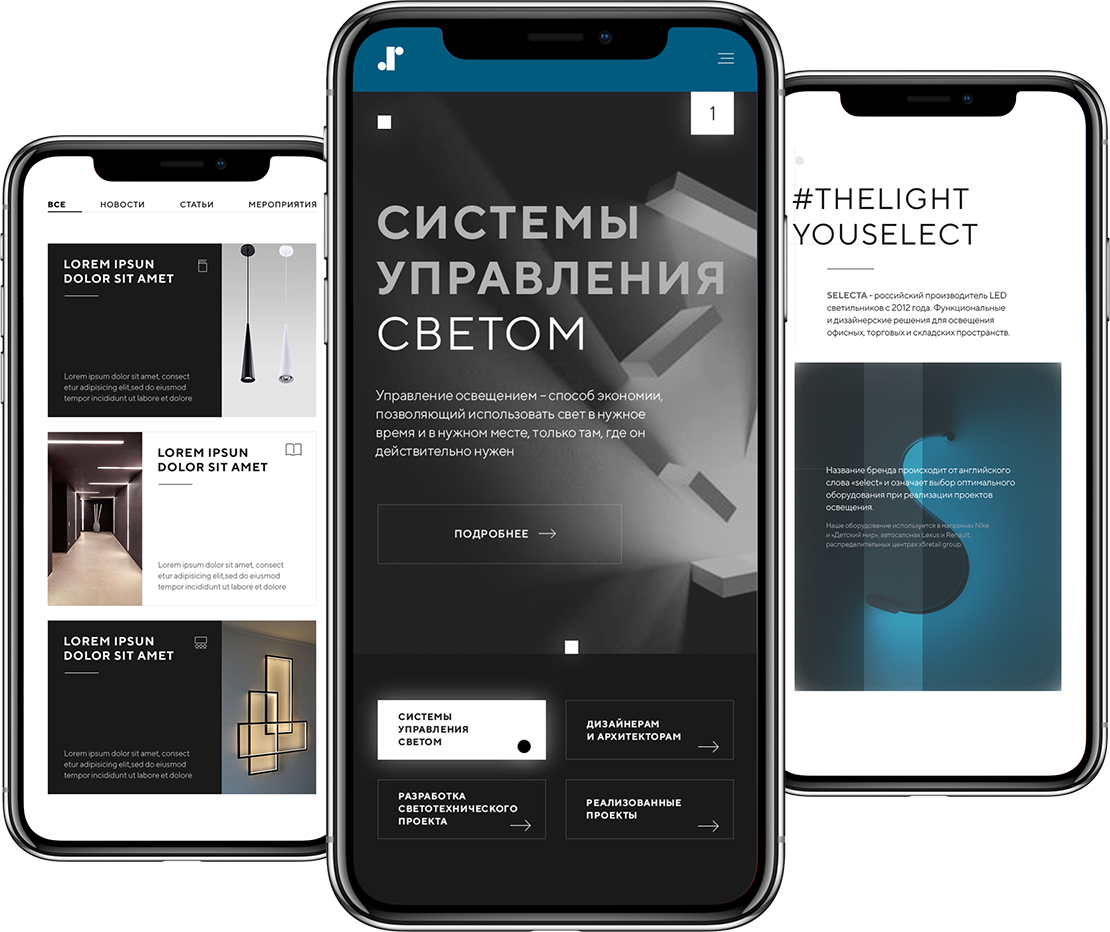 ВСЕ НОВОСТИ СТАТЬИ МЕРОПРИЯТИЯ
LOREM IPSUN
DOLOR SIT AMET
Lorem ipsum dolor sit amet, consect
etur adipisicing elit,sed do eiusmod
tempor incididunt ut labore et dolore
LOREM IPSUN
DOLOR SIT AMET
Lorem ipsum dolor sit amet, consect
etur adipisicing elit,sed do eiusmod
tempor incididunt ut labore et dolore
LOREM IPSUN
DOLOR SIT AMET
Lorem ipsum dolor sit amet, consect
etur adipisicing elit,sed do eiusmod
tempor incididunt ut labore et dolore
1
СИСТЕМЫ
УПРАВЛЕНИЯ
СВЕТОМ
Управление освещением – способ экономии,
позволяющий использовать свет в нужное
время и в нужном месте, только там, где он
действительно нужен
ПОДРОБНЕЕ
СИСТЕМЫ
УПРАВЛЕНИЯ
СВЕТОМ
ДИЗАЙНЕРАМ
И АРХИТЕКТОРАМ
РАЗРАБОТКА
СВЕТОТЕХНИЧЕСКОГО
ПРОЕКТА
РЕАЛИЗОВАННЫЕ
ПРОЕКТЫ
#THELIGHT
YOUSELECT
SELECTA – российский производитель LED
светильников с 2012 года. Функциональные
и дизайнерские решения для освещения
офисных, торговых и складских пространств.
Название бренда происходит от английского
слова «select» и означает выбор оптимального
оборудования при реализации проектов
освещения.
Наше оборудование используется в магазинах Nike
и «Детский мир», автосалонах Lexus и Renault,
распределительных центрах x5retail group.